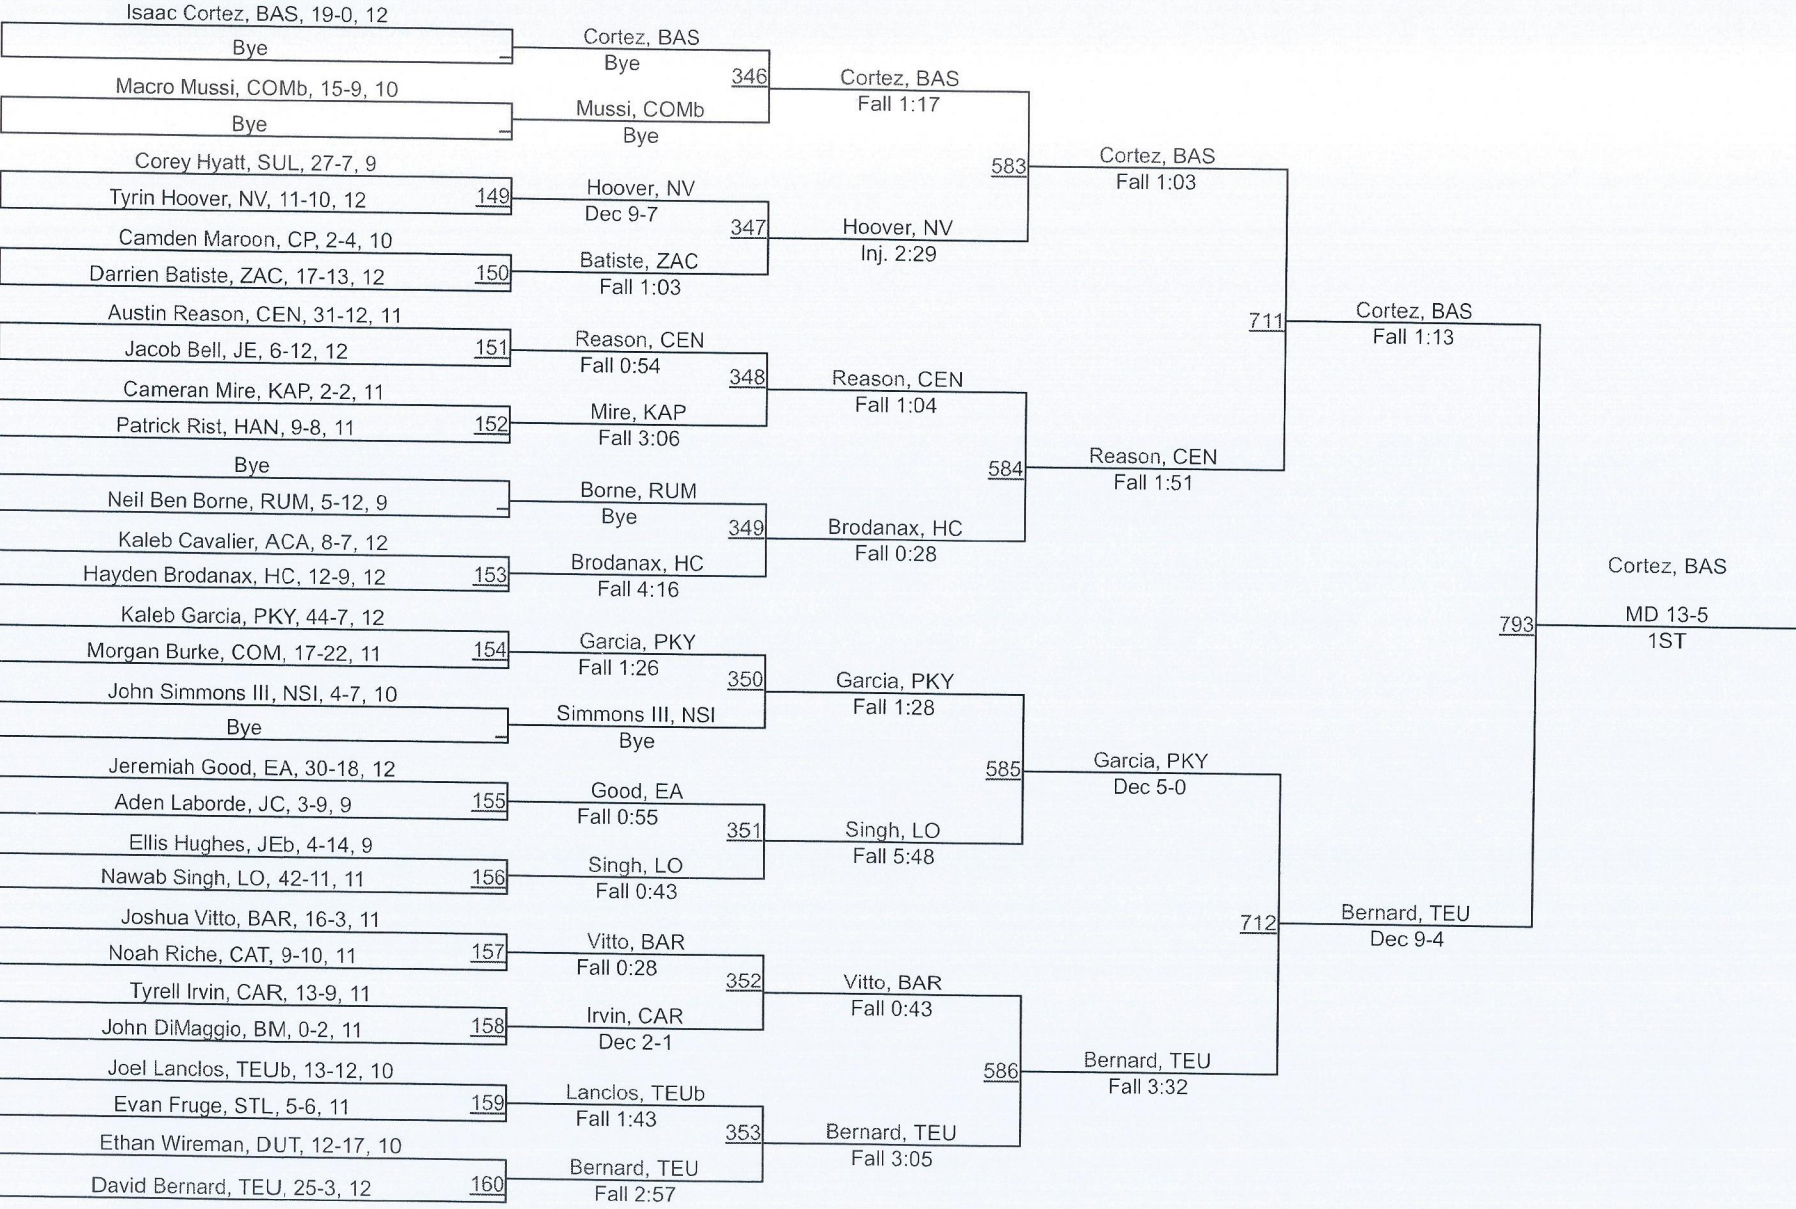 Isaac Cortez, BAS, 19-0, 12
Bye
Macro Mussi, COMb, 15-9, 10
Bye
Corey Hyatt, SUL, 27-7, 9
Tyrin Hoover, NV, 11-10, 12
149
Camden Maroon, CP, 2-4, 10
Darrien Batiste, ZAC, 17-13, 12
150
Austin Reason, CEN, 31-12, 11
Jacob Bell, JE, 6-12, 12
151
Cameran Mire, KAP, 2-2, 11
Patrick Rist, HAN, 9-8, 11
152
Bye
Neil Ben Borne, RUM, 5-12, 9
Kaleb Cavalier, ACA, 8-7, 12
Hayden Brodanax, HC, 12-9, 12
153
Kaleb Garcia, PKY, 44-7, 12
Morgan Burke, COM, 17-22, 11
154
John Simmons III, NSI, 4-7, 10
Bye
Jeremiah Good, EA, 30-18, 12
Aden Laborde, JC, 3-9, 9
155
Ellis Hughes, JEb, 4-14, 9
Nawab Singh, LO, 42-11, 11
156
Joshua Vitto, BAR, 16-3, 11
Noah Riche, CAT, 9-10, 11
157
Tyrell Irvin, CAR, 13-9, 11
John DiMaggio, BM, 0-2, 11
158
Joel Lanclos, TEUb, 13-12, 10
Evan Fruge, STL, 5-6, 11
159
Ethan Wireman, DUT, 12-17, 10
David Bernard, TEU, 25-3, 12
160
Cortez, BAS
Bye
346
Mussi, COMb
Bye
Hoover, NV
Dec 9-7
347
Batiste, ZAC
Fall 1:03
Reason, CEN
Fall 0:54
348
Mire, KAP
Fall 3:06
Borne, RUM
Bye
349
Brodanax, HC
Fall 4:16
Garcia, PKY
Fall 1:26
350
Simmons III, NSI
Bye
Good, EA
Fall 0:55
351
Singh, LO
Fall 0:43
Vitto, BAR
Fall 0:28
352
Irvin, CAR
Dec 2-1
Lanclos, TEUb
Fall 1:43
353
Bernard, TEU
Fall 2:57
Cortez, BAS
Fall 1:17
583
Hoover, NV
Inj. 2:29
Reason, CEN
Fall 1:04
584
Brodanax, HC
Fall 0:28
Garcia, PKY
Fall 1:28
585
Singh, LO
Fall 5:48
Vitto, BAR
Fall 0:43
586
Bernard, TEU
Fall 3:05
Cortez, BAS
Fall 1:03
711
Reason, CEN
Fall 1:51
Garcia, PKY
Dec 5-0
712
Bernard, TEU
Fall 3:32
Cortez, BAS
Fall 1:13
793
Bernard, TEU
Dec 9-4
Cortez, BAS
MD 13-5
1ST